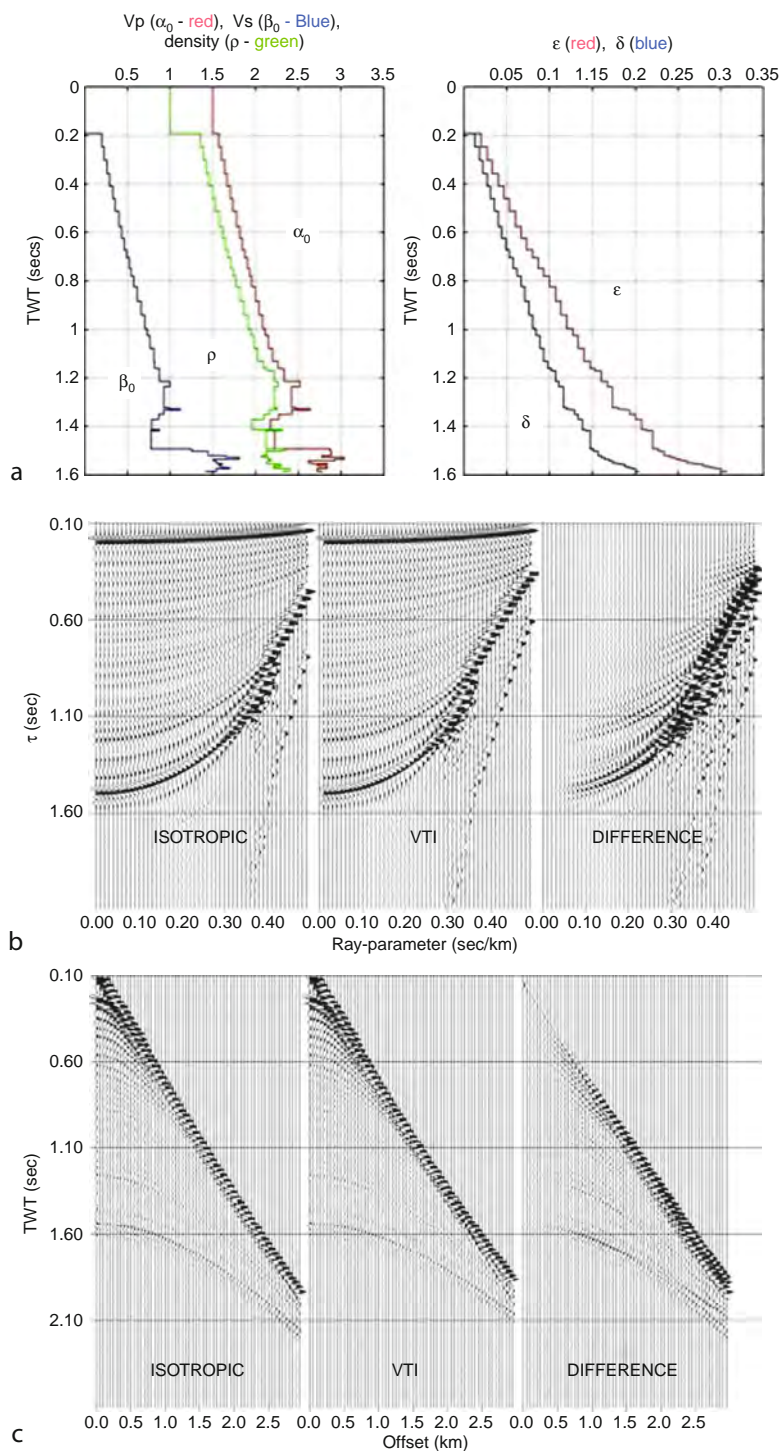 Vp (α0 - red), Vs (β0 - Blue),
density (ρ - green)
0.5 1 1.5 2 2.5 3 3.5
0
0.2
0.4
0.6
0.8
1
1.2
1.4
1.6
TWT (secs)
α0
ρ
β0
a
ε (red), δ (blue)
0.05 0.1 0.15 0.2 0.25 0.3 0.35
0
0.2
0.4
0.6
0.8
1
1.2
1.4
1.6
TWT (secs)
ε
δ
0.10
0.60
1.10
1.60
τ (sec)
ISOTROPIC VTI DIFFERENCE
0.00 0.10 0.20 0.30 0.40 0.00 0.10 0.20 0.30 0.40 0.00 0.10 0.20 0.30 0.40
Ray-parameter (sec/km)
b
0.10
0.60
1.10
1.60
2.10
TWT (sec)
ISOTROPIC VTI DIFFERENCE
0.0 0.5 1.0 1.5 2.0 2.5 0.0 0.5 1.0 1.5 2.0 2.5 0.0 0.5 1.0 1.5 2.0 2.5
Offset (km)
c